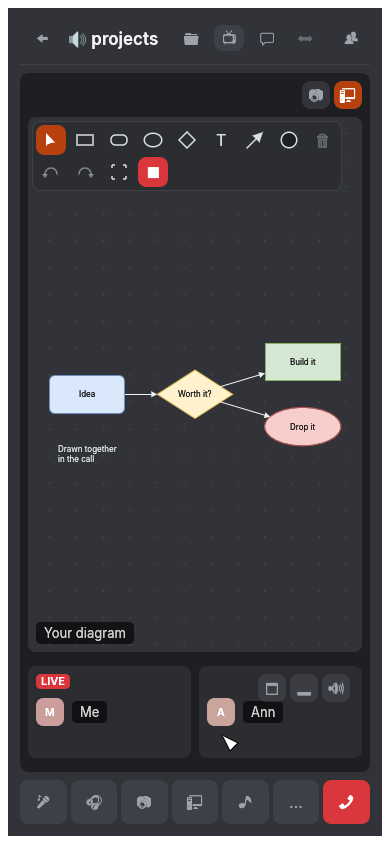 projects
T
Idea
Worth it?
Build it
Drop it
Drawn together
in the call
Your diagram
LIVE
M
Me
A
Ann
...